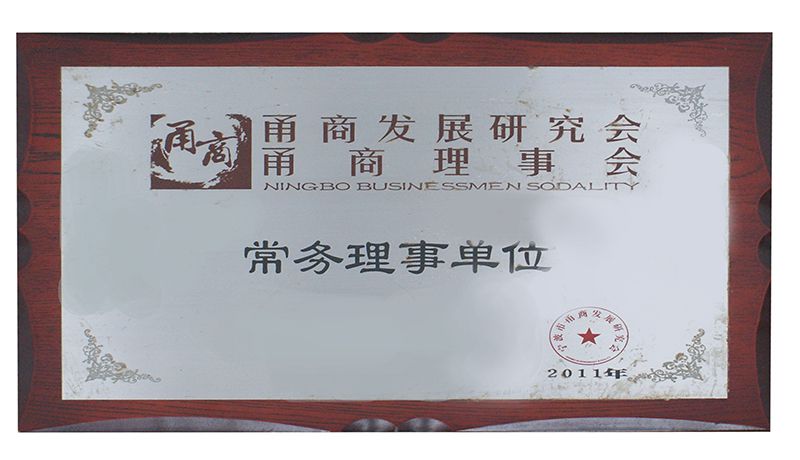 甬商
甬商发展研究会
甬商理事会
NINGBO BUSINESSMEN SODALITY
常务理事单位
宁波市甬商发展研究会
2011年